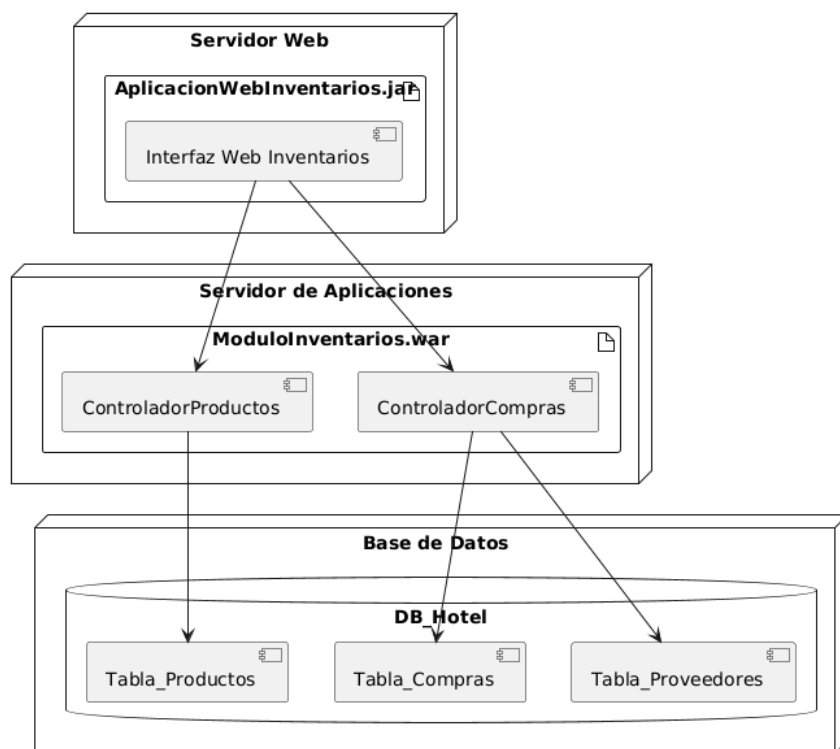 Servidor Web
AplicacionWebInventarios.jar
Interfaz Web Inventarios
Servidor de Aplicaciones
ModuloInventarios.war
ControladorProductos
ControladorCompras
Base de Datos
DB_Hotel
Tabla_Productos
Tabla_Compras
Tabla_Proveedores